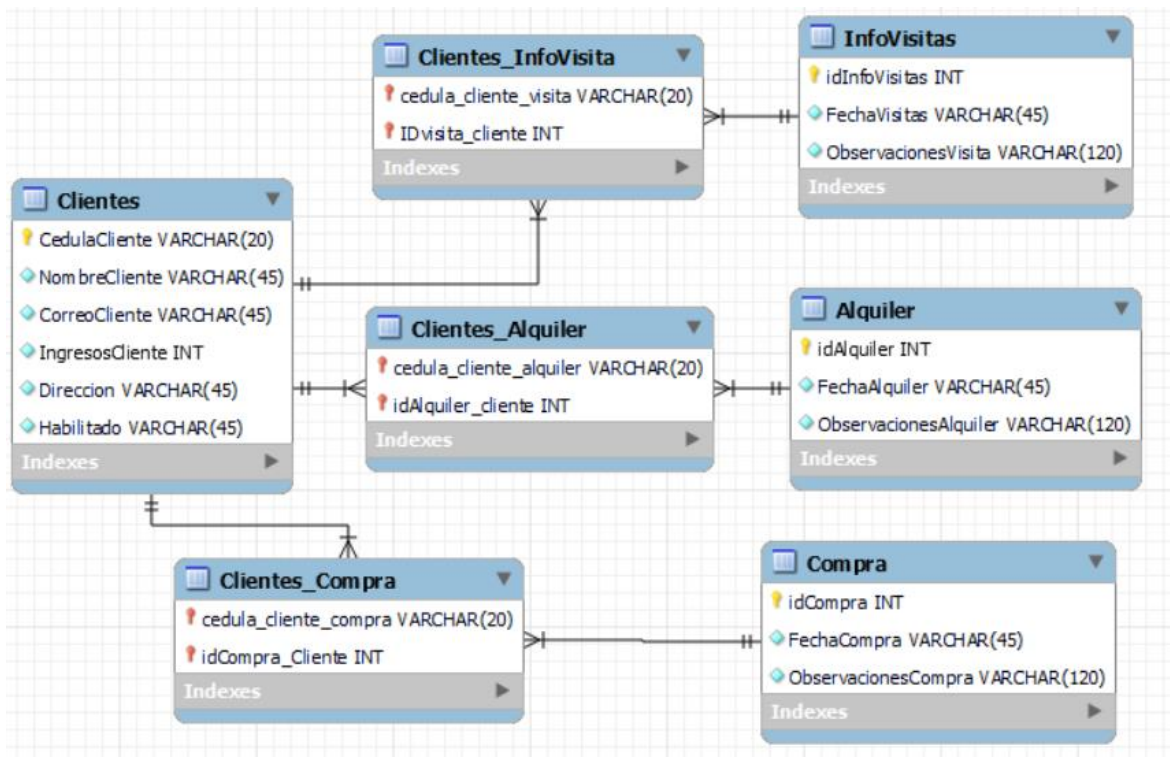 Clientes_InfoVisita
cedula_cliente_visita VARCHAR(20)
IDvisita_cliente INT
Indexes
InfoVisitas
idInfoVisitas INT
FechaVisitas VARCHAR(45)
ObservacionesVisita VARCHAR(120)
Indexes
Clientes
CedulaCliente VARCHAR(20)
NombreCliente VARCHAR(45)
CorreoCliente VARCHAR(45)
IngresosCliente INT
Direccion VARCHAR(45)
Habilitado VARCHAR(45)
Indexes
Clientes_Alquiler
cedula_cliente_alquiler VARCHAR(20)
idAlquiler_cliente INT
Indexes
Alquiler
idAlquiler INT
FechaAlquiler VARCHAR(45)
ObservacionesAlquiler VARCHAR(120)
Indexes
Clientes_Compra
cedula_cliente_compra VARCHAR(20)
idCompra_Cliente INT
Indexes
Compra
idCompra INT
FechaCompra VARCHAR(45)
ObservacionesCompra VARCHAR(120)
Indexes